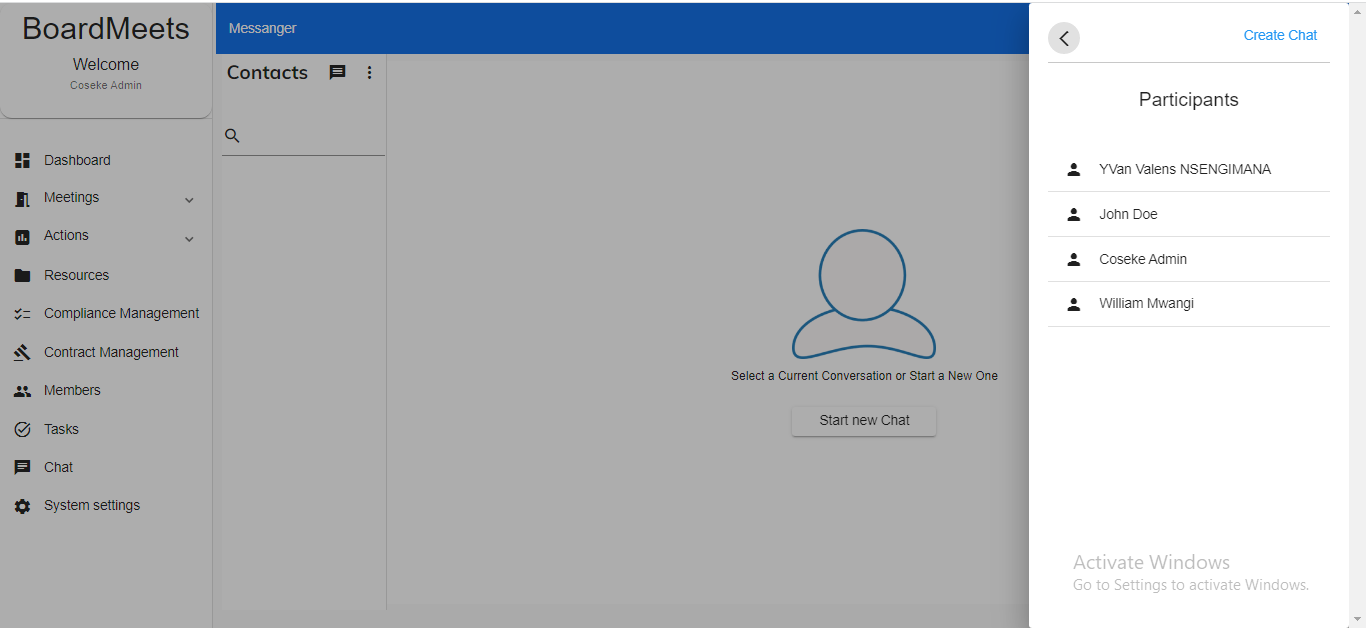 BoardMeets
Welcome
Coseke Admin
Dashboard
Meetings
Actions
Resources
Compliance Management
Contract Management
Members
Tasks
Chat
System settings
Messanger
Contacts
Select a Current Conversation or Start a New One
Start new Chat
Create Chat
Participants
YVan Valens NSENGIMANA
John Doe
Coseke Admin
William Mwangi
Activate Windows
Go to Settings to activate Windows.